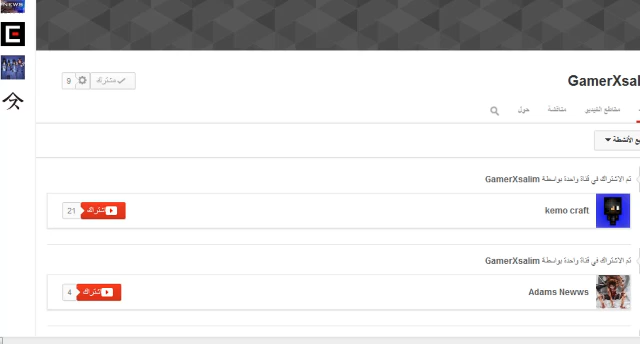 NEWS
GamerXsal
9 مشترك
مقاطع الفيديو مناقشة حول
ع الأنشطة
تم الاشتراك في قناة واحدة بواسطة GamerXsalim
kemo craft
اشتراك 21
تم الاشتراك في قناة واحدة بواسطة GamerXsalim
Adams Newws
اشتراك 4